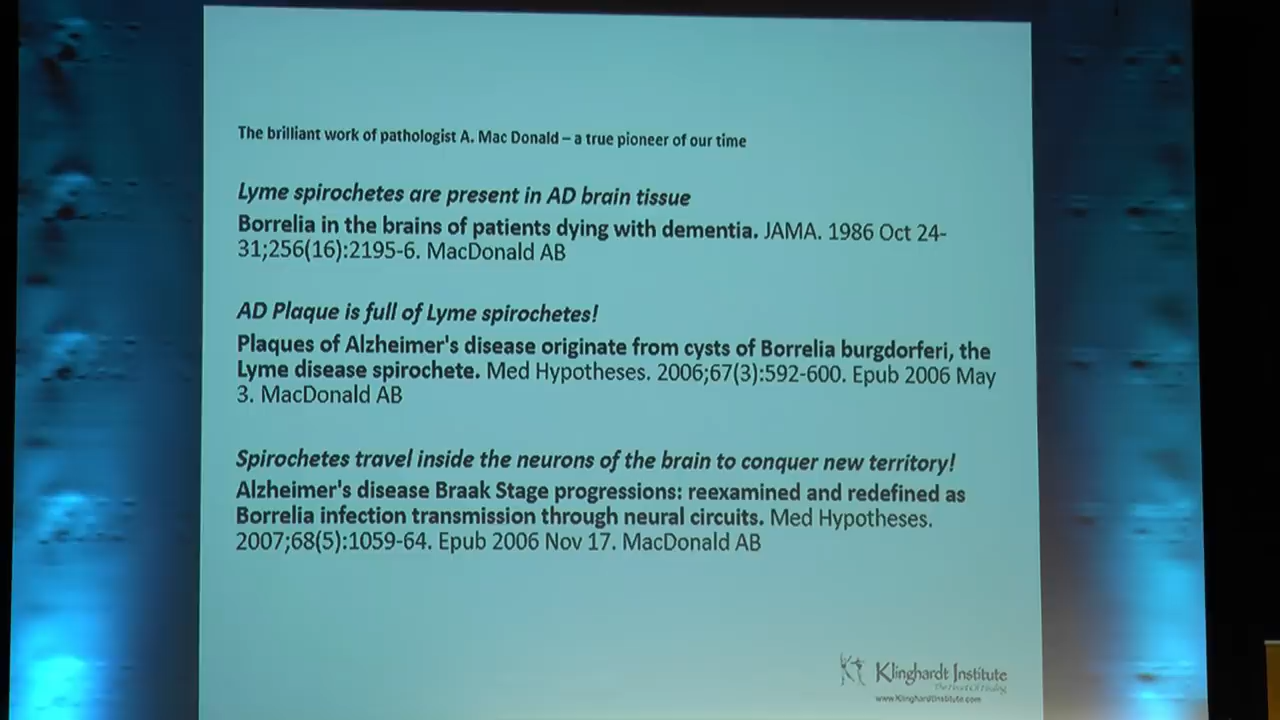 The brilliant work of pathologist A. Mac Donald – a true pioneer of our time
Lyme spirochetes are present in AD brain tissue
Borrelia in the brains of patients dying with dementia. JAMA. 1986 Oct 24-
31;256(16):2195-6. MacDonald AB
AD Plaque is full of Lyme spirochetes!
Plaques of Alzheimer's disease originate from cysts of Borrelia burgdorferi, the
Lyme disease spirochete. Med Hypotheses. 2006;67(3):592-600. Epub 2006 May
3. MacDonald AB
Spirochetes travel inside the neurons of the brain to conquer new territory!
Alzheimer's disease Braak Stage progressions: reexamined and redefined as
Borrelia infection transmission through neural circuits. Med Hypotheses.
2007;68(5):1059-64. Epub 2006 Nov 17. MacDonald AB
Klinghardt Institute
www.KlinghardtInstitute.com